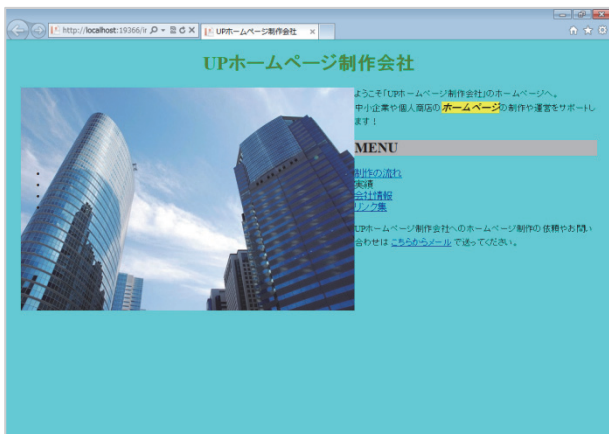 http://localhost:19366/ir
UPホームページ制作会社
UPホームページ制作会社
ようこそ「UPホームページ制作会社」のホームページへ。
中小企業や個人商店のホームページの制作や運営をサポートし
ます！
MENU
制作の流れ
実績
会社情報
リンク集
UPホームページ制作会社へのホームページ制作の依頼やお問い
合わせは こちらからメール で送ってください。